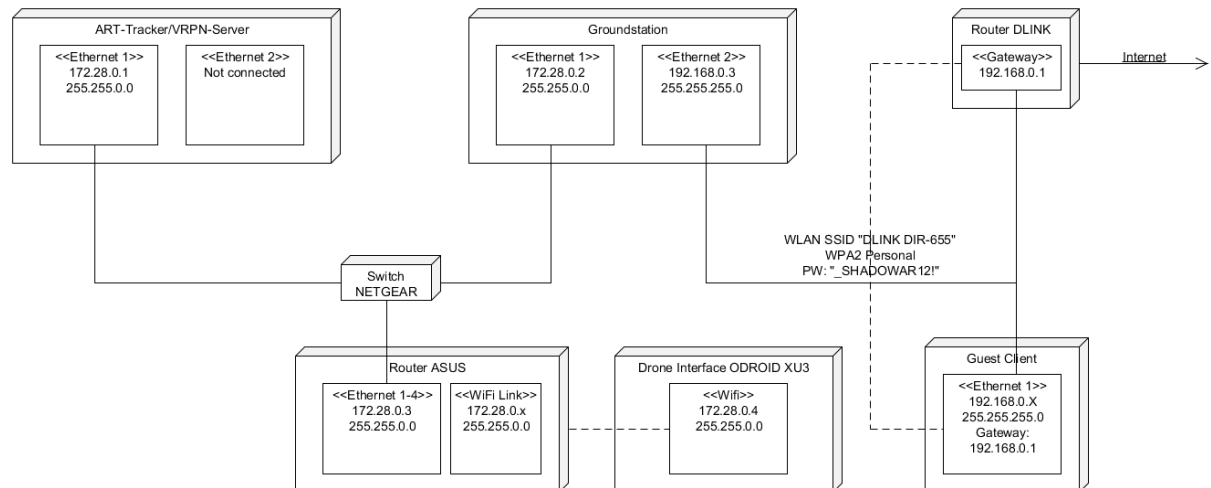 ART-Tracker/VRPN-Server
<<Ethernet 1>>
172.28.0.1
255.255.0.0
<<Ethernet 2>>
Not connected
Groundstation
<<Ethernet 1>>
172.28.0.2
255.255.0.0
<<Ethernet 2>>
192.168.0.3
255.255.255.0
Router DLINK
<<Gateway>>
192.168.0.1
Internet
WLAN SSID "DLINK DIR-655"
WPA2 Personal
PW: "_SHADOWAR12!"
Switch
NETGEAR
Router ASUS
<<Ethernet 1-4>>
172.28.0.3
255.255.0.0
<<WiFi Link>>
172.28.0.x
255.255.0.0
Drone Interface ODROID XU3
<<Wifi>>
172.28.0.4
255.255.0.0
Guest Client
<<Ethernet 1>>
192.168.0.X
255.255.255.0
Gateway:
192.168.0.1